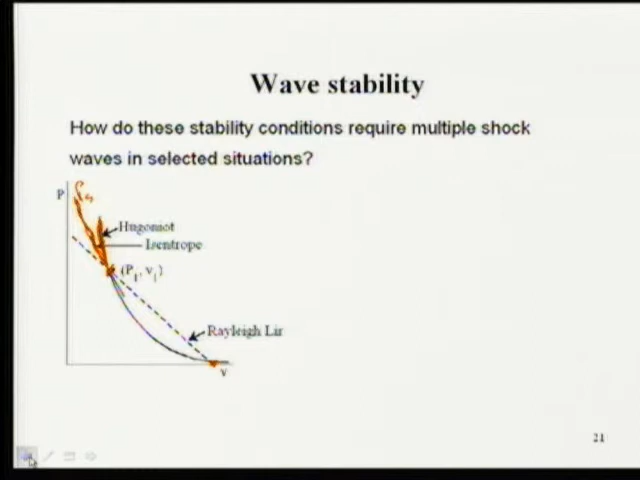 Wave stability
How do these stability conditions require multiple shock
waves in selected situations?
P
Hugoniot
Isentrope
(P1, v1)
Rayleigh Lir
v
21